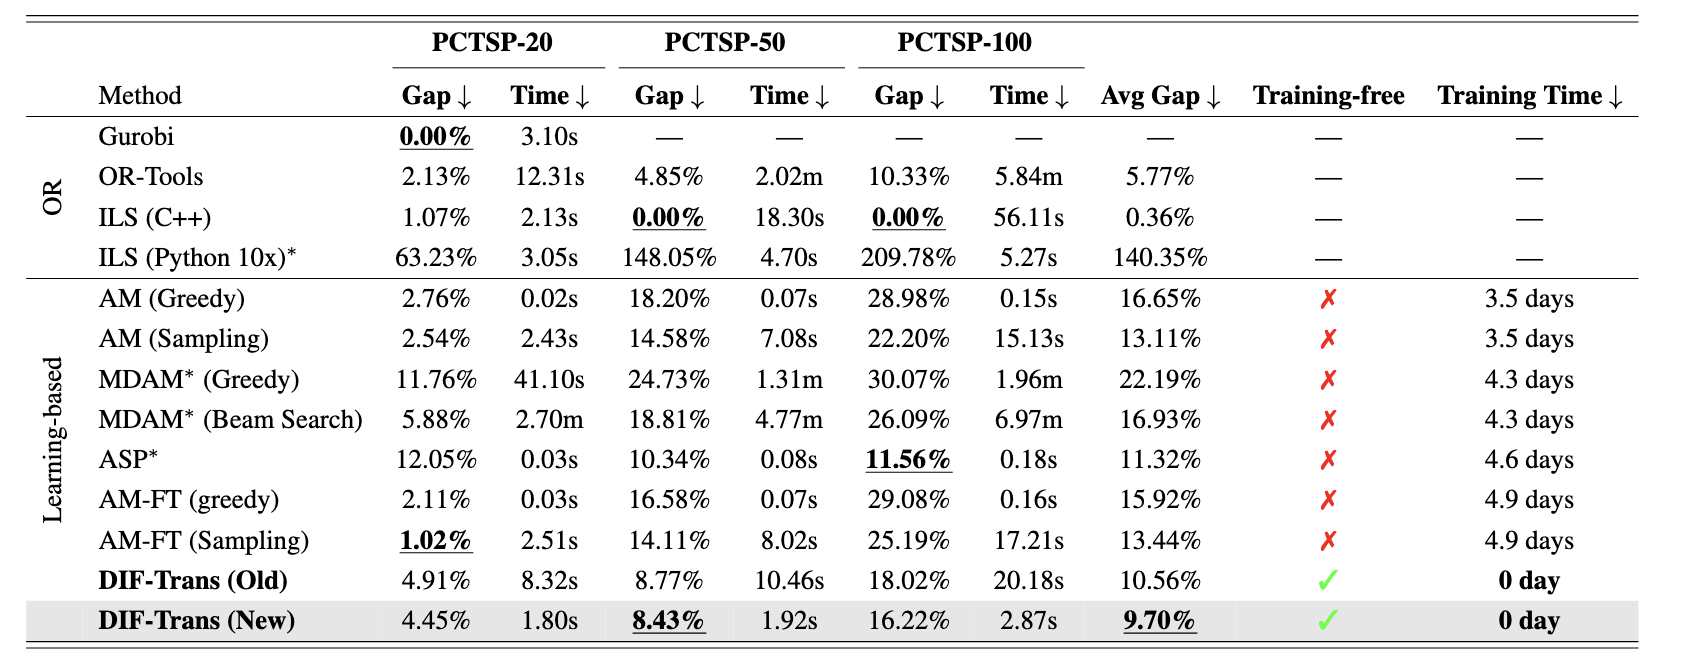 PCTSP-20 PCTSP-50 PCTSP-100
Method Gap ↓ Time ↓ Gap ↓ Time ↓ Gap ↓ Time ↓ Avg Gap ↓ Training-free Training Time ↓
OR
Gurobi 0.00% 3.10s — — — — — — —
OR-Tools 2.13% 12.31s 4.85% 2.02m 10.33% 5.84m 5.77% — —
ILS (C++) 1.07% 2.13s 0.00% 18.30s 0.00% 56.11s 0.36% — —
ILS (Python 10x)* 63.23% 3.05s 148.05% 4.70s 209.78% 5.27s 140.35% — —
Learning-based
AM (Greedy) 2.76% 0.02s 18.20% 0.07s 28.98% 0.15s 16.65% ✗ 3.5 days
AM (Sampling) 2.54% 2.43s 14.58% 7.08s 22.20% 15.13s 13.11% ✗ 3.5 days
MDAM* (Greedy) 11.76% 41.10s 24.73% 1.31m 30.07% 1.96m 22.19% ✗ 4.3 days
MDAM* (Beam Search) 5.88% 2.70m 18.81% 4.77m 26.09% 6.97m 16.93% ✗ 4.3 days
ASP* 12.05% 0.03s 10.34% 0.08s 11.56% 0.18s 11.32% ✗ 4.6 days
AM-FT (greedy) 2.11% 0.03s 16.58% 0.07s 29.08% 0.16s 15.92% ✗ 4.9 days
AM-FT (Sampling) 1.02% 2.51s 14.11% 8.02s 25.19% 17.21s 13.44% ✗ 4.9 days
DIF-Trans (Old) 4.91% 8.32s 8.77% 10.46s 18.02% 20.18s 10.56% ✓ 0 day
DIF-Trans (New) 4.45% 1.80s 8.43% 1.92s 16.22% 2.87s 9.70% ✓ 0 day